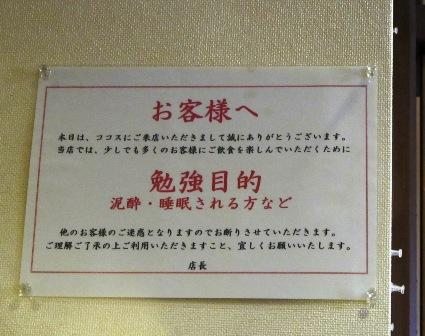 お客様へ
本日は、ココスにご来店いただきまして誠にありがとうございます。
当店では、少しでも多くのお客様にご飲食を楽しんでいただくために
勉強目的
泥酔・睡眠される方など
他のお客様のご迷惑となりますのでお断りさせていただきます。
ご理解ご了承の上ご利用いただきますこと、宜しくお願いいたします。
店長